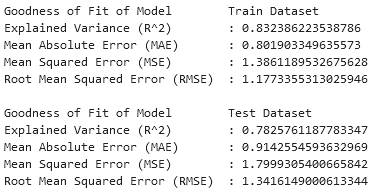 Goodness of Fit of Model Train Dataset
Explained Variance (R^2) : 0.832386223538786
Mean Absolute Error (MAE) : 0.801903349635573
Mean Squared Error (MSE) : 1.3861189532675628
Root Mean Squared Error (RMSE) : 1.1773355313025946
Goodness of Fit of Model Test Dataset
Explained Variance (R^2) : 0.7825761187783347
Mean Absolute Error (MAE) : 0.9142554593632969
Mean Squared Error (MSE) : 1.7999305400665842
Root Mean Squared Error (RMSE) : 1.3416149000613344